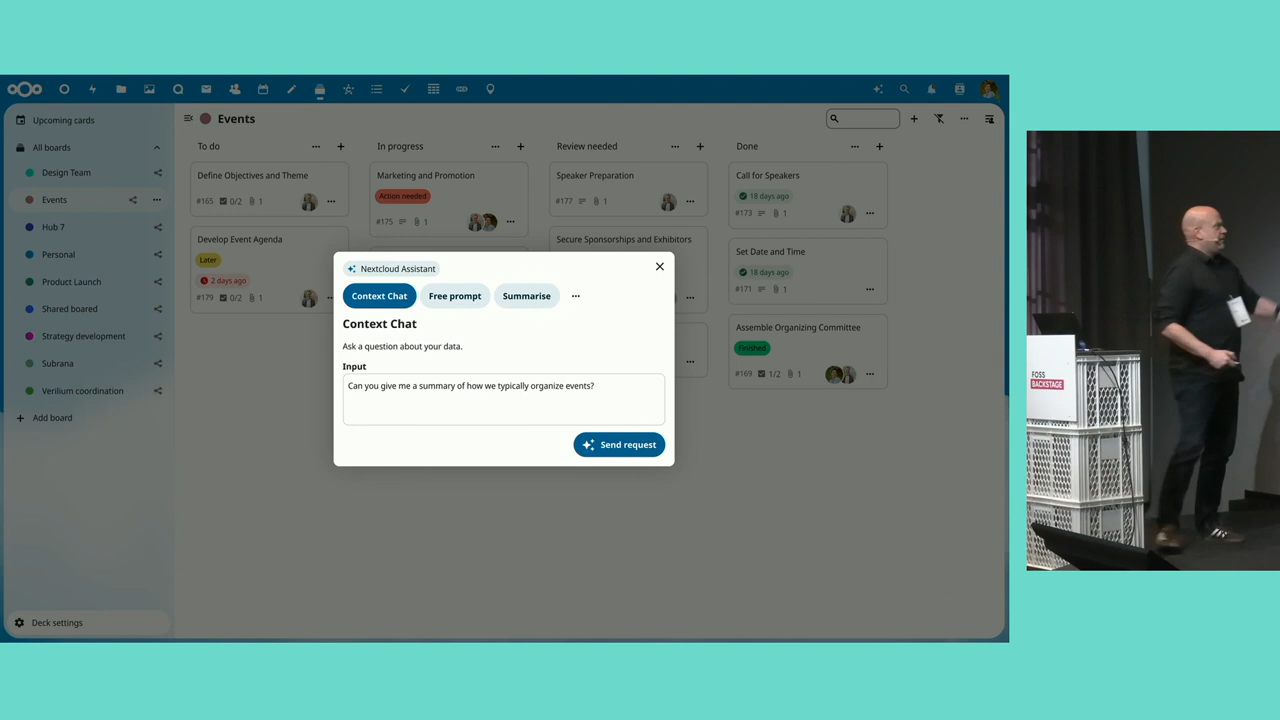 Upcoming cards
All boards
Design Team
Events
Hub 7
Personal
Product Launch
Shared board
Strategy development
Subrana
Verilium coordination
Add board
Deck settings
Events
To do
Define Objectives and Theme
#165 0/2 1
Develop Event Agenda
Later
2 days ago
#179 0/2 1
In progress
Marketing and Promotion
Action needed
#175 1
Review needed
Speaker Preparation
#177 1
Secure Sponsorships and Exhibitors
Done
Call for Speakers
18 days ago
#173 1
Set Date and Time
18 days ago
#171 1
Assemble Organizing Committee
Finished
#169 1/2 1
Nextcloud Assistant
Context Chat
Free prompt
Summarise
Context Chat
Ask a question about your data.
Input
Can you give me a summary of how we typically organize events?
Send request
FOSS
BACKSTAGE